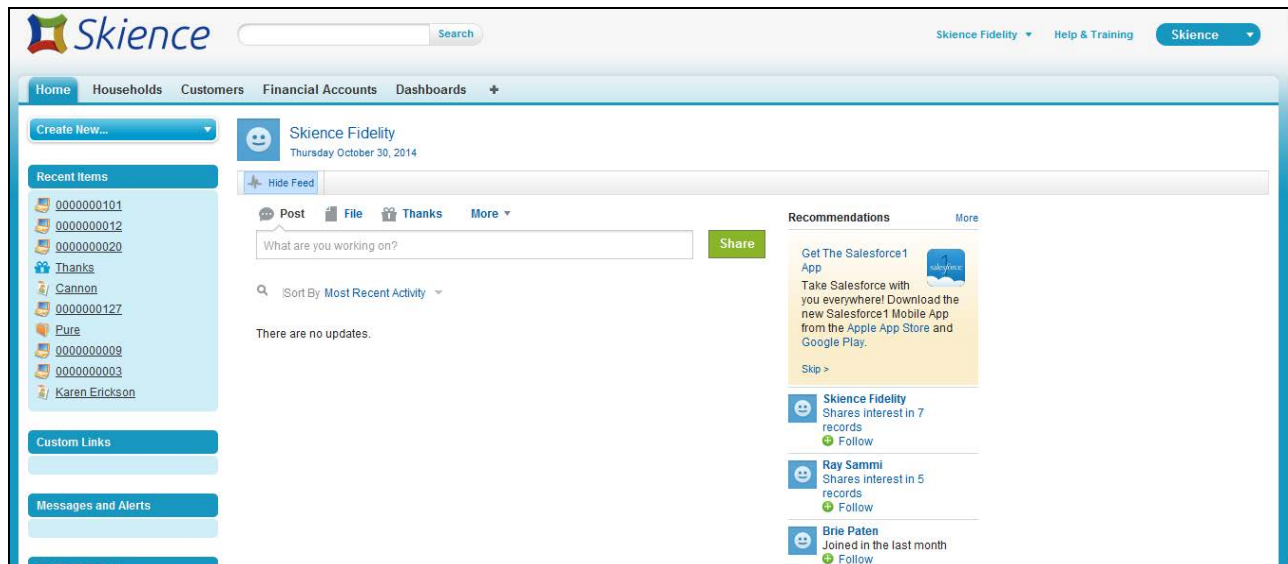 Skience
Search
Skience Fidelity
Help & Training
Skience
Home Households Customers Financial Accounts Dashboards +
Create New...
Recent Items
0000000101
0000000012
0000000020
Thanks
Cannon
0000000127
Pure
0000000009
0000000003
Karen Erickson
Custom Links
Messages and Alerts
Skience Fidelity
Thursday October 30, 2014
Hide Feed
Post File Thanks More
What are you working on?
Share
Sort By Most Recent Activity
There are no updates.
Recommendations More
Get The Salesforce1
App
salesforce
Take Salesforce with
you everywhere! Download the
new Salesforce1 Mobile App
from the Apple App Store and
Google Play.
Skip >
Skience Fidelity
Shares interest in 7
records
Follow
Ray Sammi
Shares interest in 5
records
Follow
Brie Paten
Joined in the last month
Follow